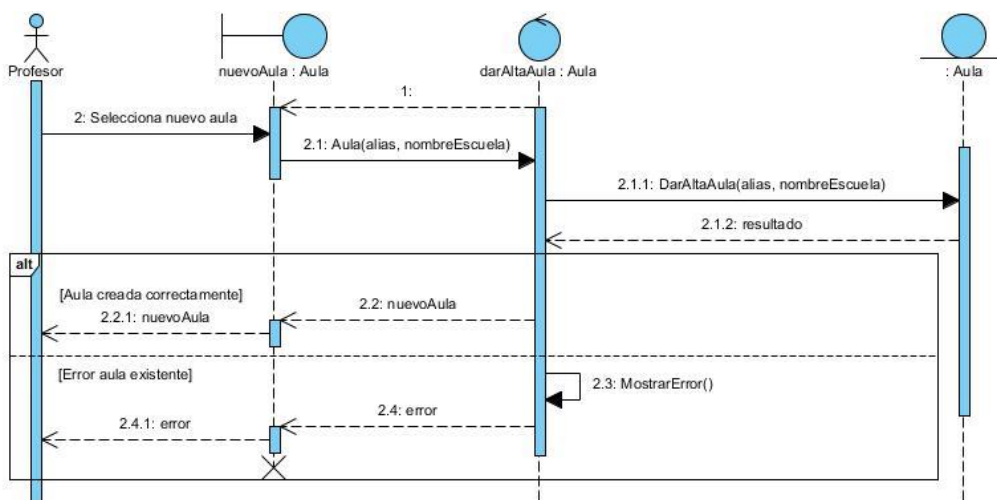 Profesor
nuevoAula : Aula
darAltaAula : Aula
: Aula
1:
2: Selecciona nuevo aula
2.1: Aula(alias, nombreEscuela)
2.1.1: DarAltaAula(alias, nombreEscuela)
2.1.2: resultado
alt
[Aula creada correctamente]
2.2: nuevoAula
2.2.1: nuevoAula
[Error aula existente]
2.3: MostrarError()
2.4: error
2.4.1: error